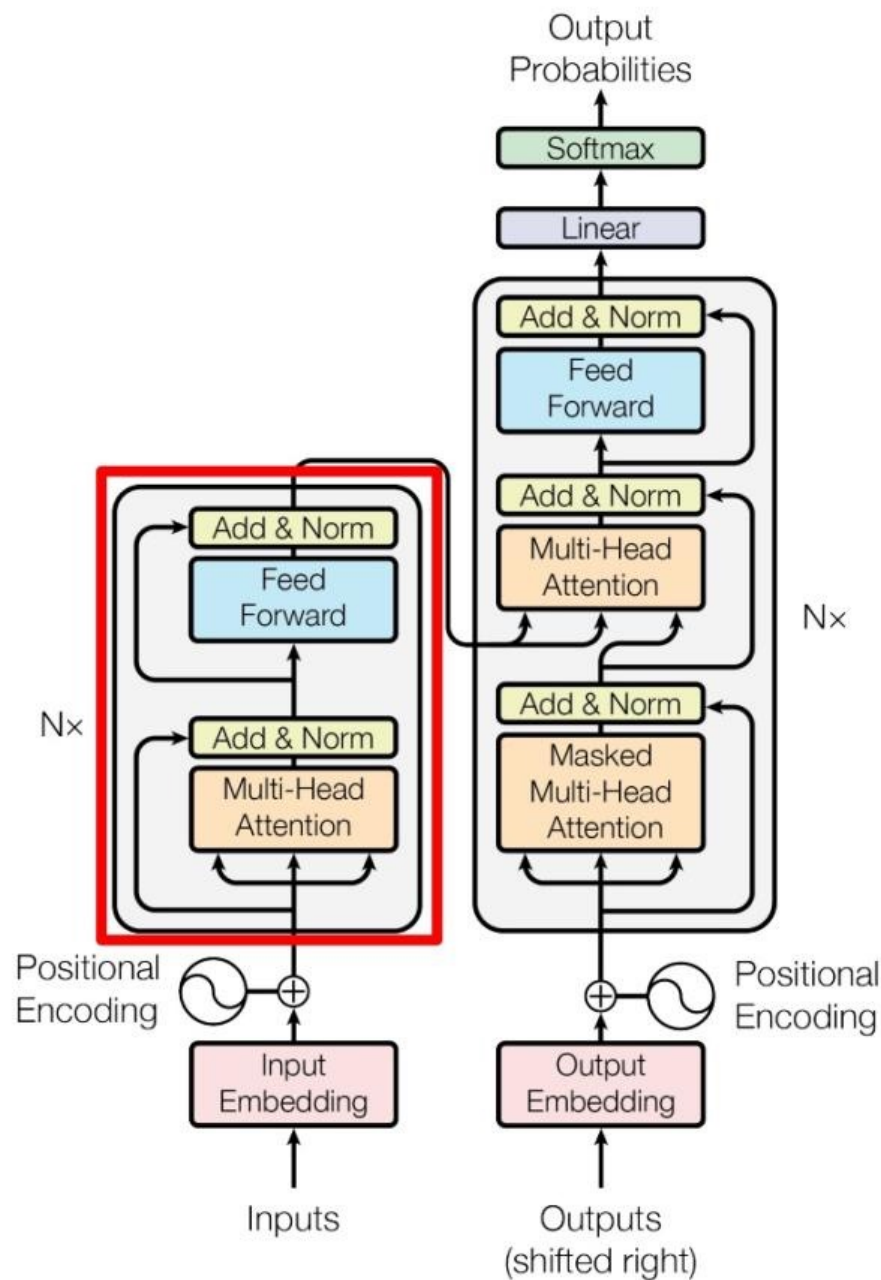 Output
Probabilities
Softmax
Linear
Add & Norm
Feed
Forward
Add & Norm
Multi-Head
Attention
Add & Norm
Masked
Multi-Head
Attention
N×
Add & Norm
Feed
Forward
Add & Norm
Multi-Head
Attention
N×
Positional
Encoding
Positional
Encoding
Input
Embedding
Output
Embedding
Inputs
Outputs
(shifted right)